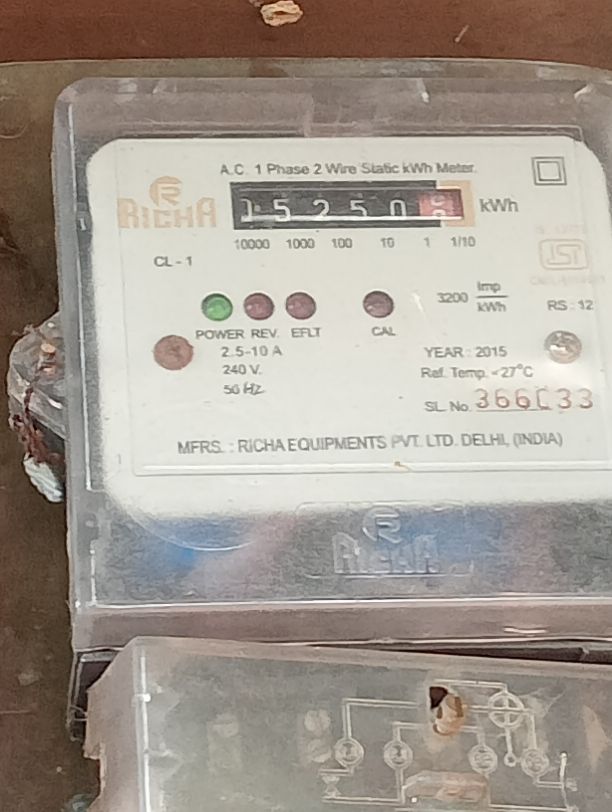 A.C. 1 Phase 2 Wire Static kWh Meter
RICHA
15250
kWh
10000 1000 100 10 1 1/10
CL-1
3200 Imp/kWh
RS:12
POWER REV. EFLT CAL
2.5-10 A
240 V.
50 HZ
YEAR : 2015
Ref. Temp. 27°C
SL. No.
MFRS. : RICHA EQUIPMENTS PVT. LTD. DELHI, (INDIA)
RICHA